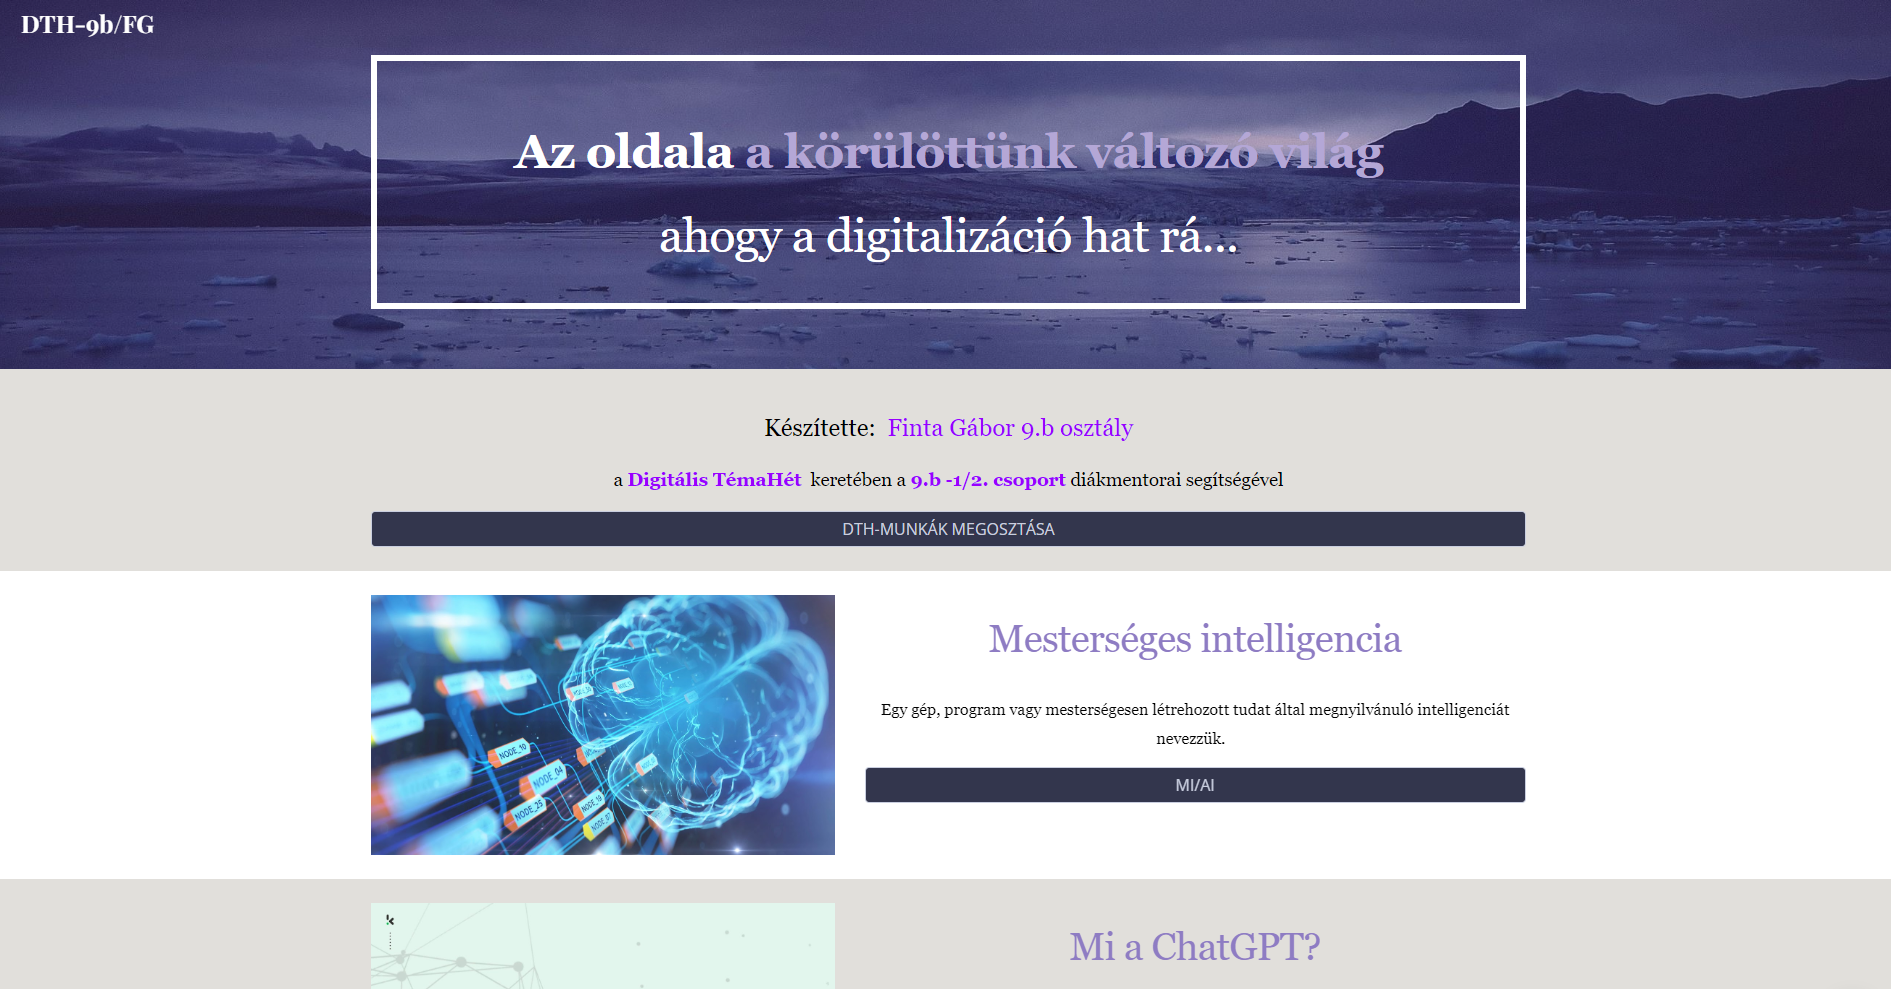 DTH-9b/FG
Az oldala a körülöttünk változó világ
ahogy a digitalizáció hat rá...
Készítette: Finta Gábor 9.b osztály
a Digitális TémaHét keretében a 9.b -1/2. csoport diákmentorai segítségével
DTH-MUNKÁK MEGOSZTÁSA
Mesterséges intelligencia
Egy gép, program vagy mesterségesen létrehozott tudat által megnyilvánuló intelligenciát
nevezzük.
MI/AI
NODE_10
NODE_04
NODE_25
NODE_19
NODE_07
Mi a ChatGPT?